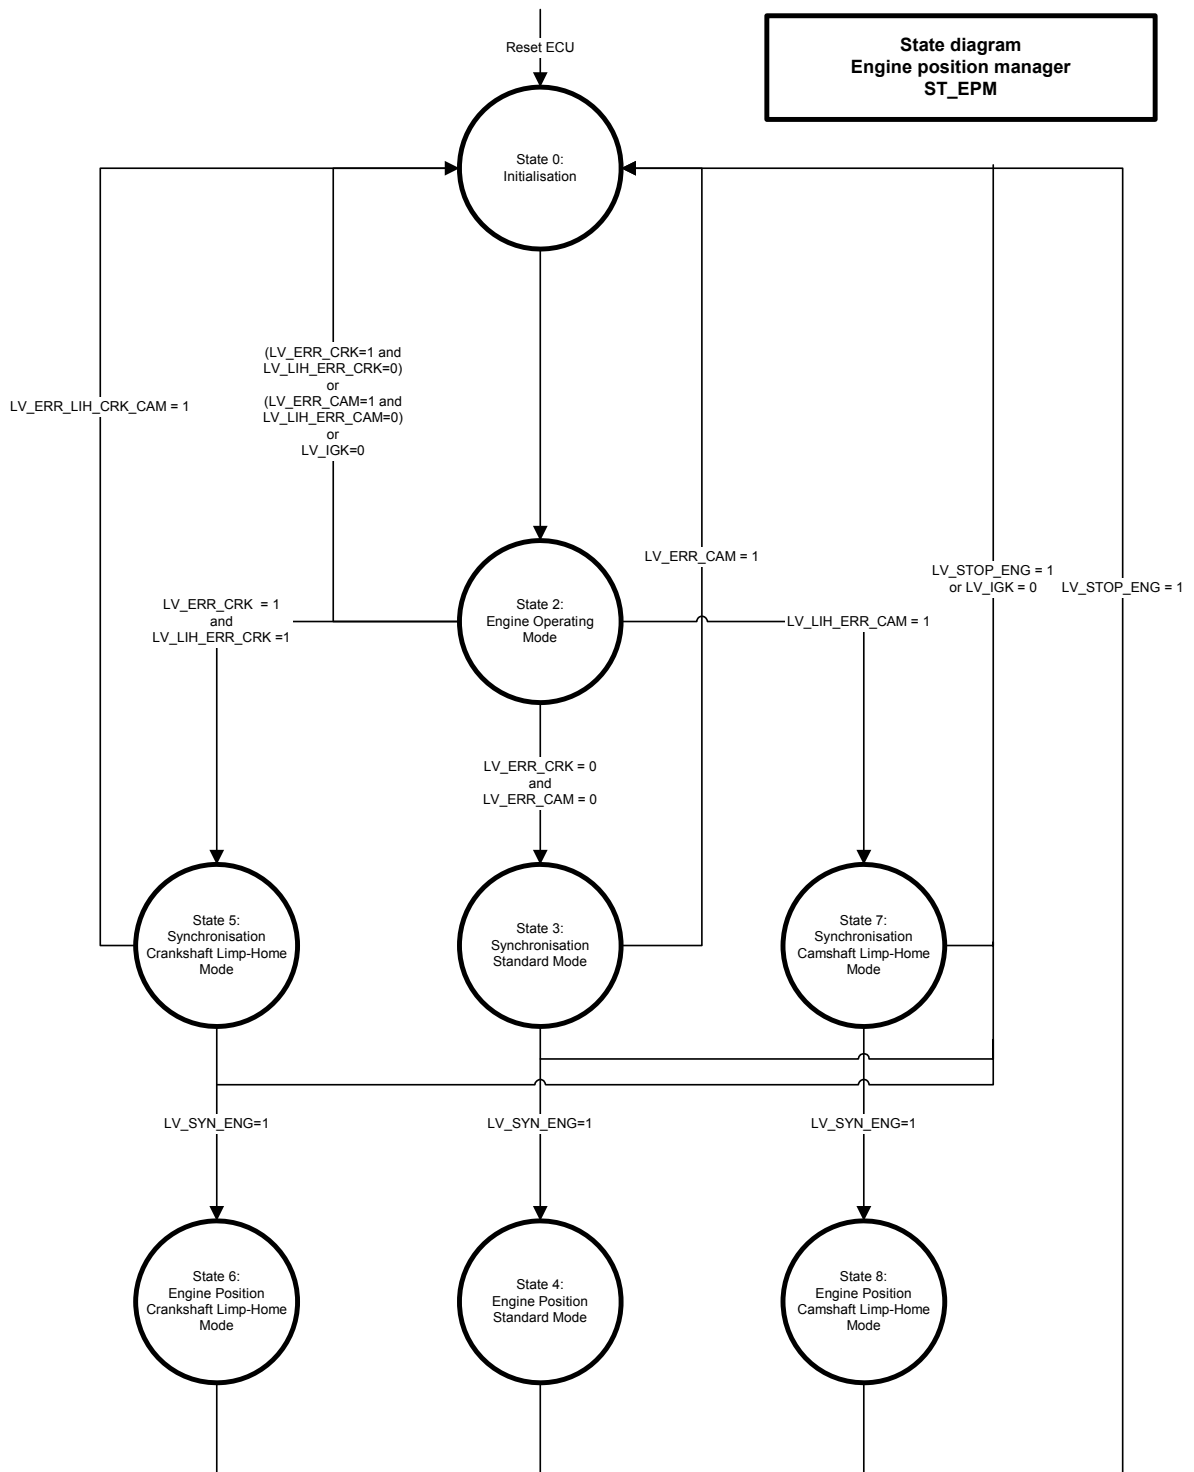 State diagram
Engine position manager
ST_EPM
Reset ECU
State 0:
Initialisation
(LV_ERR_CRK=1 and
LV_LIH_ERR_CRK=0)
or
(LV_ERR_CAM=1 and
LV_LIH_ERR_CAM=0)
or
LV_IGK=0
LV_ERR_LIH_CRK_CAM = 1
LV_ERR_CAM = 1
LV_STOP_ENG = 1
or LV_IGK = 0
LV_STOP_ENG = 1
LV_ERR_CRK = 1
and
LV_LIH_ERR_CRK =1
State 2:
Engine Operating
Mode
LV_LIH_ERR_CAM = 1
LV_ERR_CRK = 0
and
LV_ERR_CAM = 0
State 5:
Synchronisation
Crankshaft Limp-Home
Mode
State 3:
Synchronisation
Standard Mode
State 7:
Synchronisation
Camshaft Limp-Home
Mode
LV_SYN_ENG=1
LV_SYN_ENG=1
LV_SYN_ENG=1
State 6:
Engine Position
Crankshaft Limp-Home
Mode
State 4:
Engine Position
Standard Mode
State 8:
Engine Position
Camshaft Limp-Home
Mode